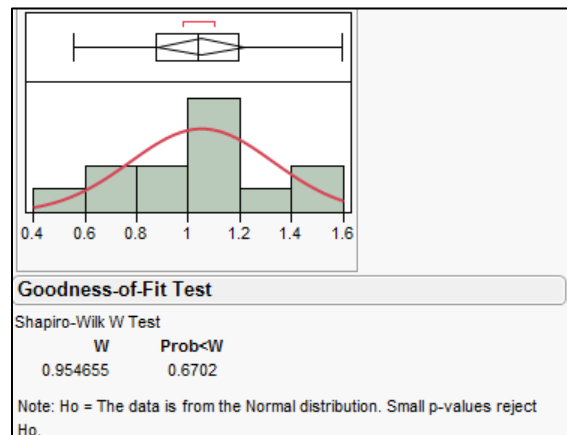 0.4 0.6 0.8 1 1.2 1.4 1.6
Goodness-of-Fit Test
Shapiro-Wilk W Test
W Prob<W
0.954655 0.6702
Note: Ho = The data is from the Normal distribution. Small p-values reject
Ho.